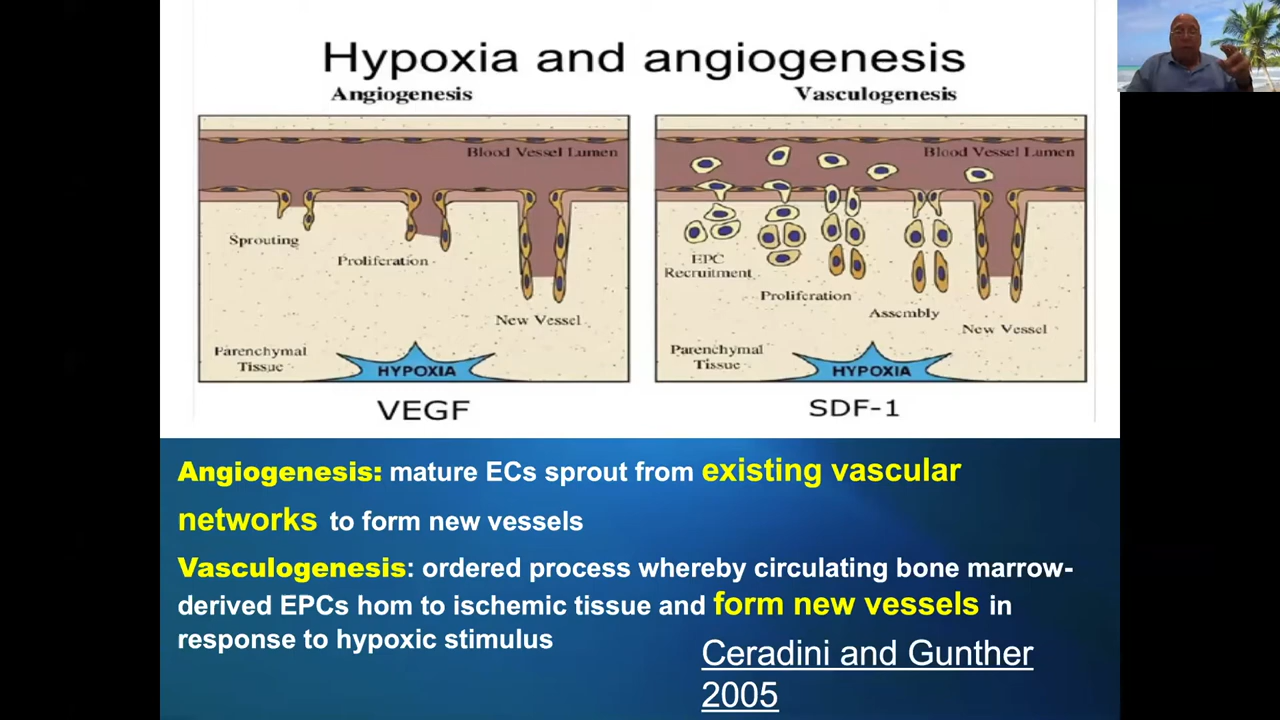 Hypoxia and angiogenesis
Angiogenesis
Blood Vessel Lumen
Sprouting
Proliferation
New Vessel
Parenchymal
Tissue
HYPOXIA
VEGF
Vasculogenesis
Blood Vessel Lumen
EPC
Recruitment
Proliferation
Assembly
New Vessel
Parenchymal
Tissue
HYPOXIA
SDF-1
Angiogenesis: mature ECs sprout from existing vascular
networks to form new vessels
Vasculogenesis: ordered process whereby circulating bone marrow-
derived EPCs hom to ischemic tissue and form new vessels in
response to hypoxic stimulus
Ceradini and Gunther
2005